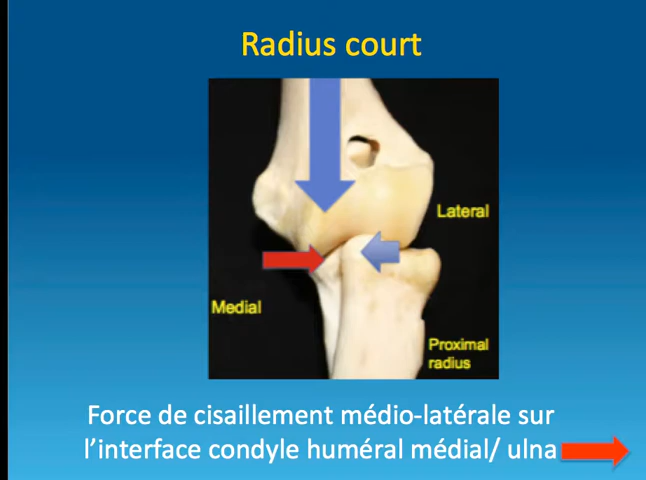 Radius court
Lateral
Medial
Proximal
radius
Force de cisaillement médio-latérale sur
l’interface condyle huméral médial/ ulna